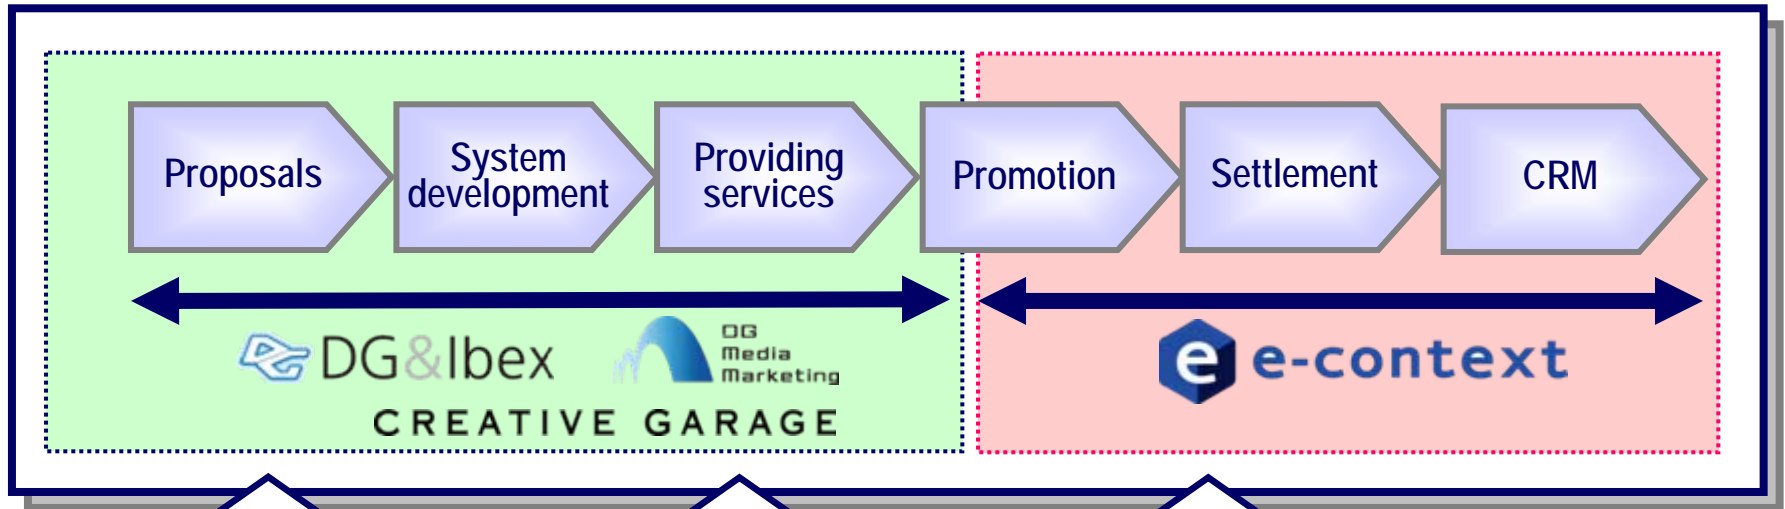 Proposals
System
development
Providing
services
Promotion
Settlement
CRM
DG&Ibex
DG
Media
Marketing
CREATIVE GARAGE
e e-context